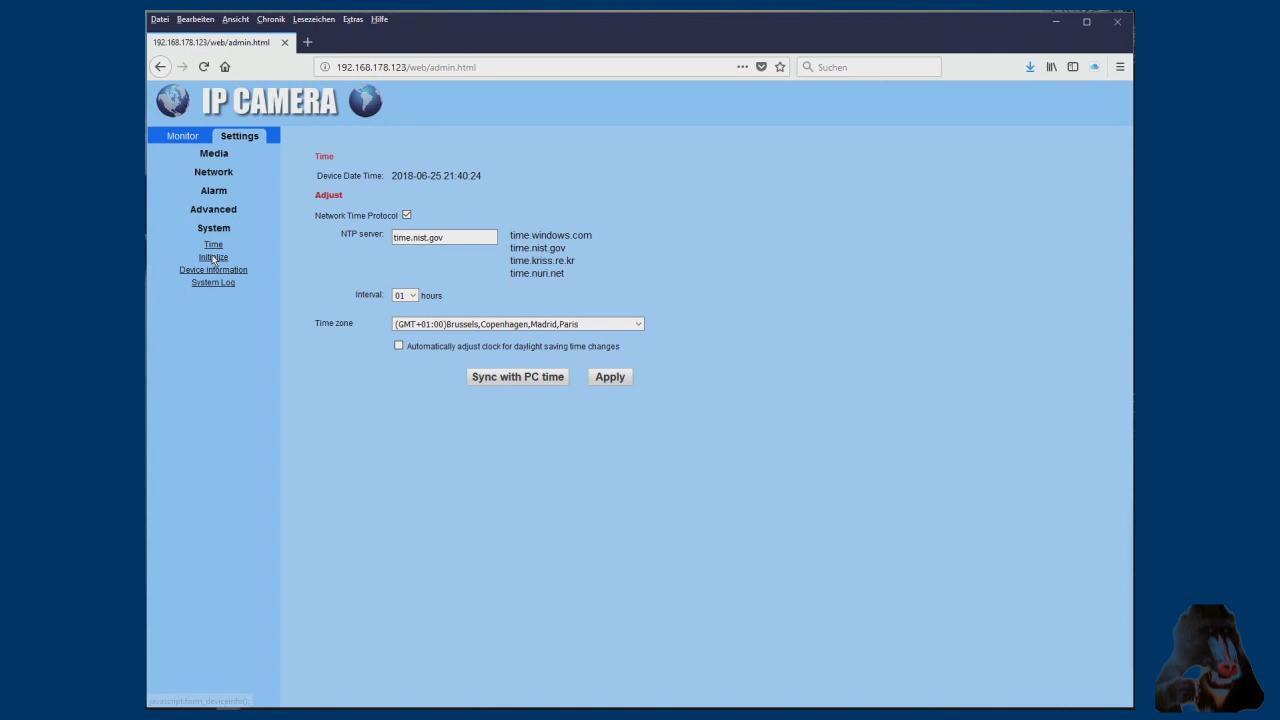 Datei Bearbeiten Ansicht Chronik Lesezeichen Extras Hilfe
192.168.178.123/web/admin.html
192.168.178.123/web/admin.html
Suchen
IP CAMERA
Monitor Settings
Media
Network
Alarm
Advanced
System
Time
Initialize
Device information
System Log
Time
Device Date Time: 2018-06-25 21:40:24
Adjust
Network Time Protocol
NTP server: time.nist.gov
time.windows.com
time.nist.gov
time.kriss.re.kr
time.nuri.net
Interval: 01 hours
Time zone (GMT+01:00)Brussels,Copenhagen,Madrid,Paris
Automatically adjust clock for daylight saving time changes
Sync with PC time Apply
javascript:form_deviceinfo();